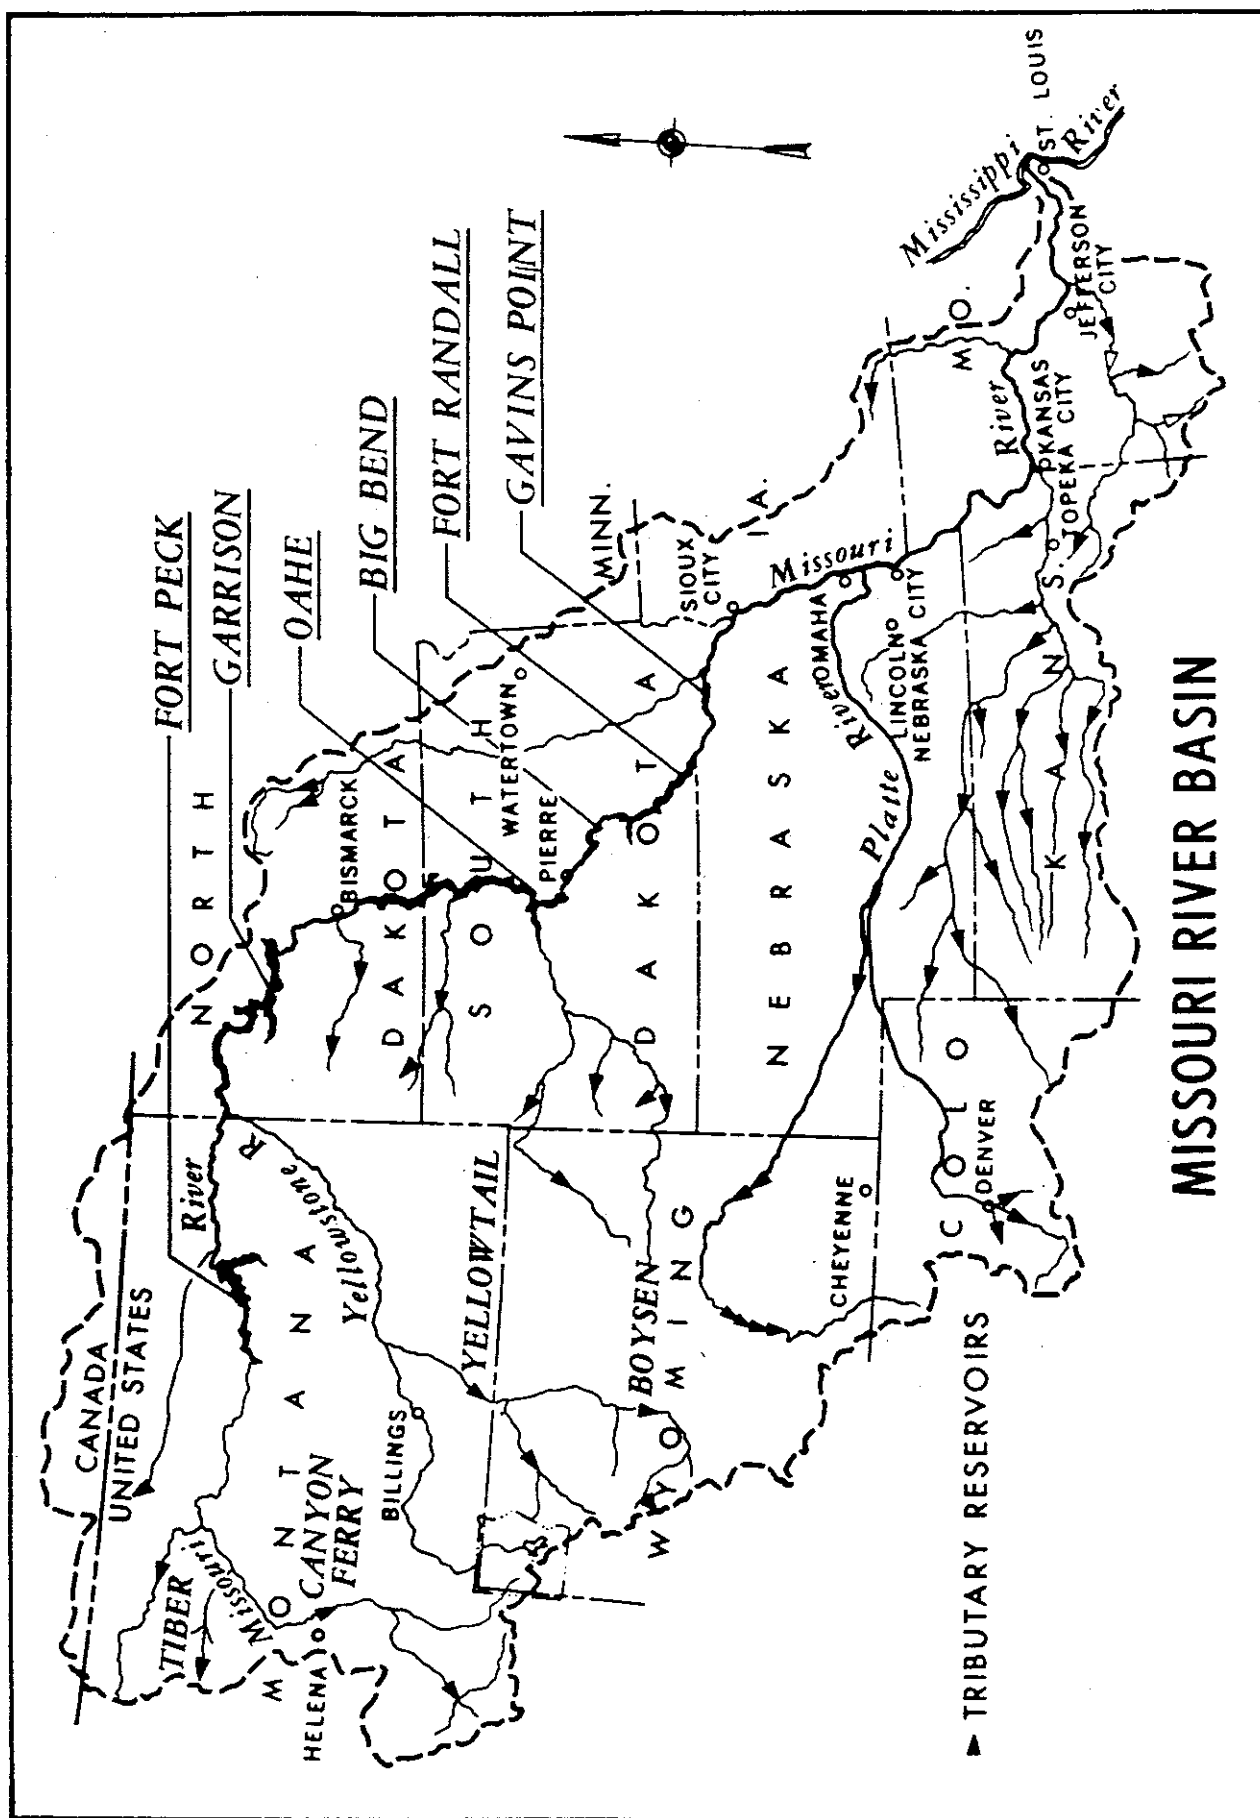 FORT PECK
GARRISON
OAHE
BIG BEND
FORT RANDALL
GAVINS POINT
CANADA
UNITED STATES
TIBER
Missouri
River
MONTANA
CANYON
FERRY
HELENA
BILLINGS
Yellowstone
R
YELLOWTAIL
BOYSEN
WYOMING
CHEYENNE
NORTH
DAKOTA
BISMARCK
SOUTH
DAKOTA
WATERTOWN
PIERRE
MINN.
SIOUX
CITY
IA.
Missouri
River
NEBRASKA
Platte
River
OMAHA
LINCOLN
NEBRASKA CITY
COLO
DENVER
KANS.
TOPEKA
KANSAS
CITY
MO.
JEFFERSON
CITY
Mississippi
River
ST. LOUIS
TRIBUTARY RESERVOIRS
MISSOURI RIVER BASIN